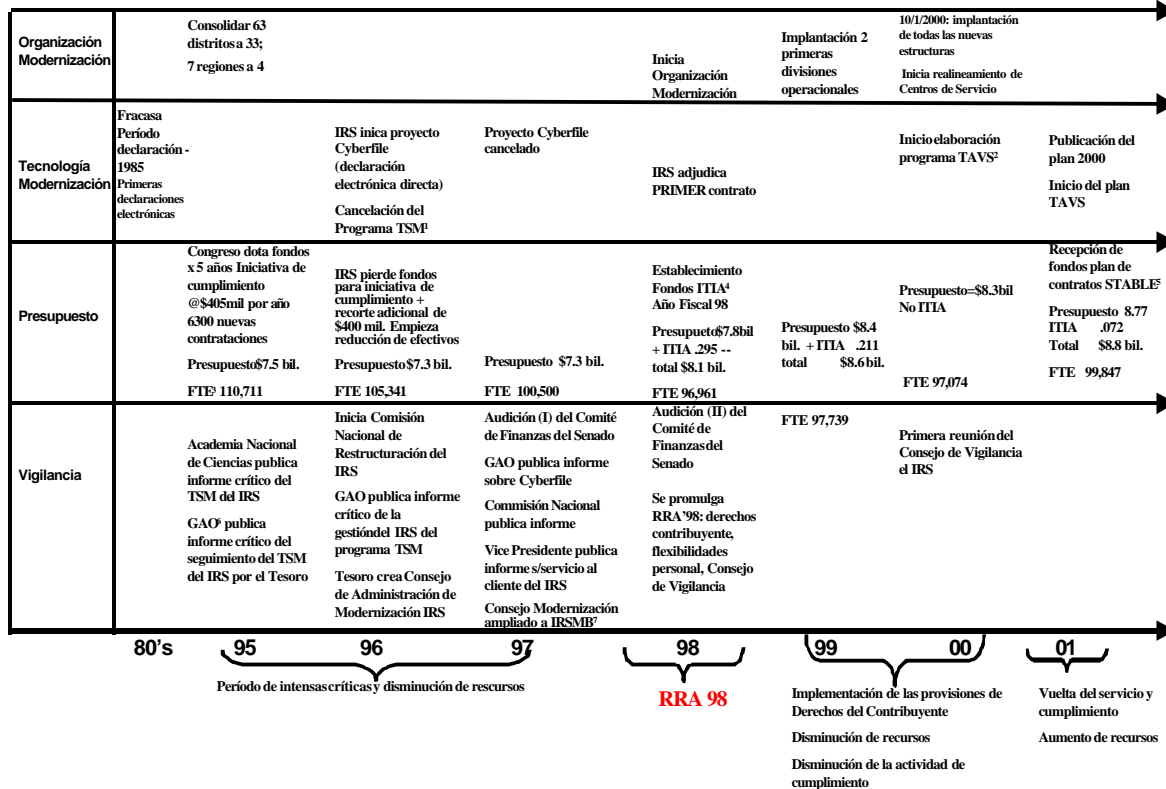 Organización
Modernización
Consolidar 63
distritos a 33;
7 regiones a 4
Inicia
Organización
Modernización
Implantación 2
primeras
divisiones
operacionales
10/1/2000: implantación
de todas las nuevas
estructuras
Inicia realineamiento de
Centros de Servicio
Tecnología
Modernización
Fracasa
Período
declaración -
1985
Primeras
declaraciones
electrónicas
IRS inica proyecto
Cyberfile
(declaración
electrónica directa)
Cancelación del
Programa TSM¹
Proyecto Cyberfile
cancelado
IRS adjudica
PRIMER contrato
Inicio elaboración
programa TAVS²
Publicación del
plan 2000
Inicio del plan
TAVS
Presupuesto
Congreso dota fondos
x 5 años Iniciativa de
cumplimiento
@$405mil por año
6300 nuevas
contrataciones
Presupuesto$7.5 bil.
FTE³ 110,711
IRS pierde fondos
para iniciativa de
cumplimiento +
recorte adicional de
$400 mil. Empieza
reducción de efectivos
Presupuesto$7.3 bil.
FTE 105,341
Presupuesto $7.3 bil.
FTE 100,500
Establecimiento
Fondos ITIA⁴
Año Fiscal 98
Presupueto$7.8bil
+ ITIA .295 --
total $8.1 bil.
FTE 96,961
Presupuesto $8.4
bil. + ITIA .211
total $8.6 bil.
Presupuesto=$8.3bil
No ITIA
FTE 97,074
Recepción de
fondos plan de
contratos STABLE⁵
Presupuesto 8.77
ITIA .072
Total $8.8 bil.
FTE 99,847
Vigilancia
Academia Nacional
de Ciencias publica
informe crítico del
TSM del IRS
GAO⁶ publica
informe crítico del
seguimiento del TSM
del IRS por el Tesoro
Inicia Comisión
Nacional de
Restructuración del
IRS
GAO publica informe
crítico de la
gestióndel IRS del
programa TSM
Tesoro crea Consejo
de Administración de
Modernización IRS
Audición (I) del Comité
de Finanzas del Senado
GAO publica informe
sobre Cyberfile
Commisión Nacional
publica informe
Vice Presidente publica
informe s/servicio al
cliente del IRS
Consejo Modernización
ampliado a IRSMB⁷
Audición (II) del
Comité de
Finanzas del
Senado
Se promulga
RRA'98: derechos
contribuyente,
flexibilidades
personal, Consejo
de Vigilancia
FTE 97,739
Primera reunión del
Consejo de Vigilancia
el IRS
80's 95 96 97 98 99 00 01
Período de intensas críticas y disminución de rescursos
RRA 98
Implementación de las provisiones de
Derechos del Contribuyente
Disminución de recursos
Disminución de la actividad de
cumplimiento
Vuelta del servicio y
cumplimiento
Aumento de recursos